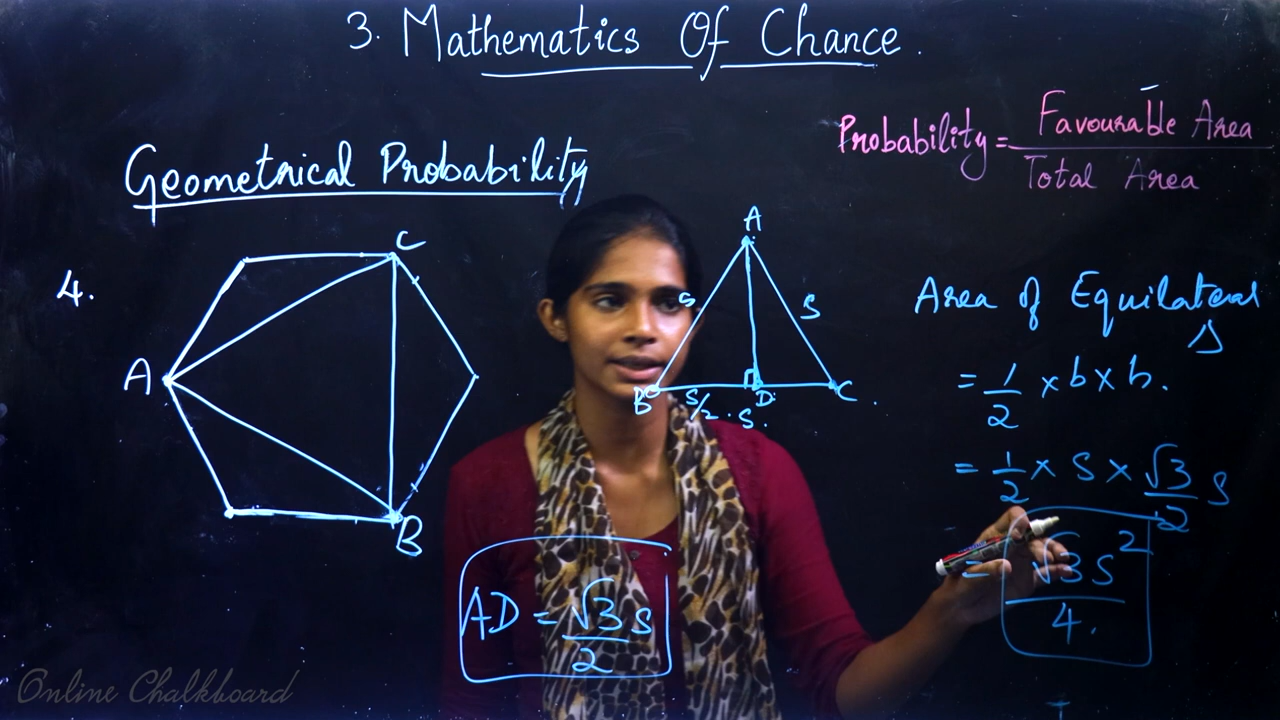 3. Mathematics Of Chance.
Probability = Favourable Area
Total Area
Geometrical Probability
4.
A
C
B
A
S
S
B
S/2
D
C.
S.
AD = √3 s
2
Area of Equilateral
Δ
= 1/2 × b × h.
= 1/2 × s × √3/2 s
= √3 s²
4.
Online Chalkboard